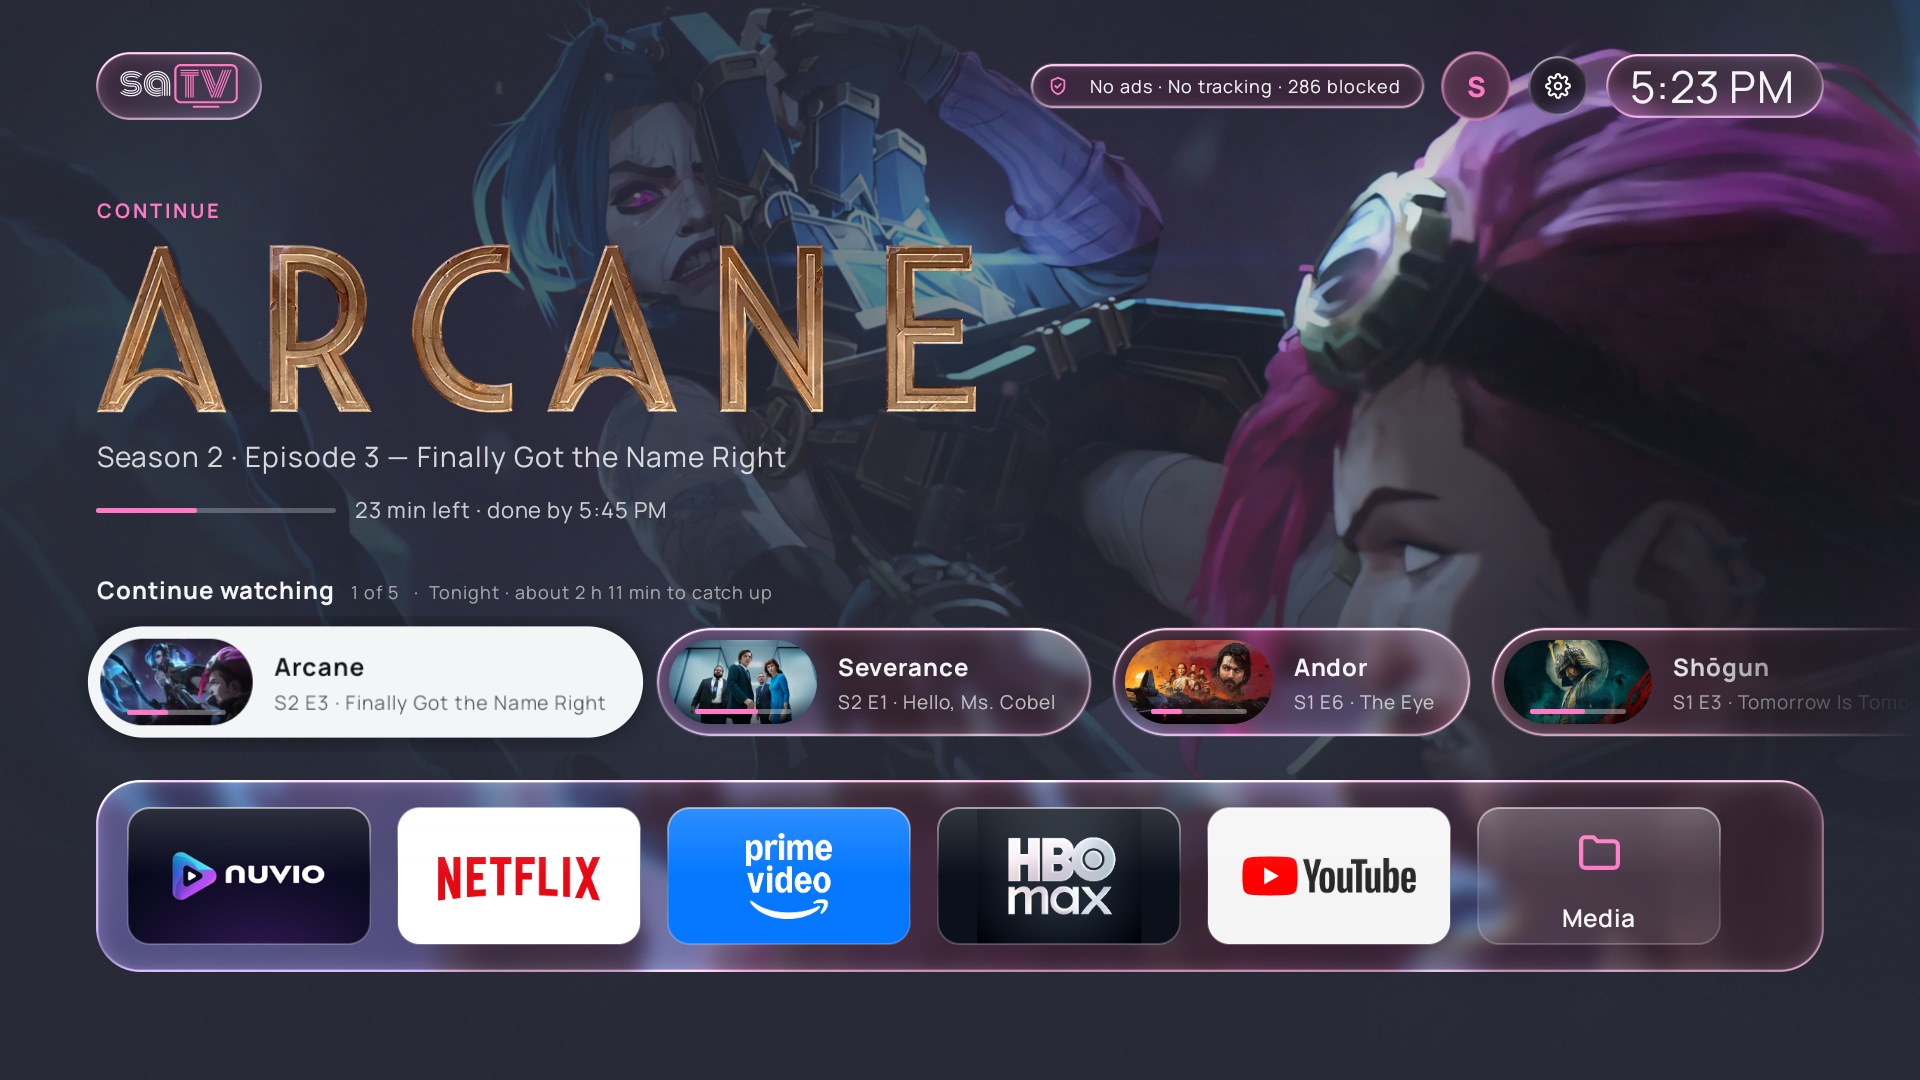 saTV
No ads · No tracking · 286 blocked
S
5:23 PM
CONTINUE
ARCANE
Season 2 · Episode 3 — Finally Got the Name Right
23 min left · done by 5:45 PM
Continue watching 1 of 5 · Tonight · about 2 h 11 min to catch up
Arcane
S2 E3 · Finally Got the Name Right
Severance
S2 E1 · Hello, Ms. Cobel
Andor
S1 E6 · The Eye
Shōgun
S1 E3 · Tomorrow Is Tomo
nuvio
NETFLIX
prime
video
HBO
max
YouTube
Media